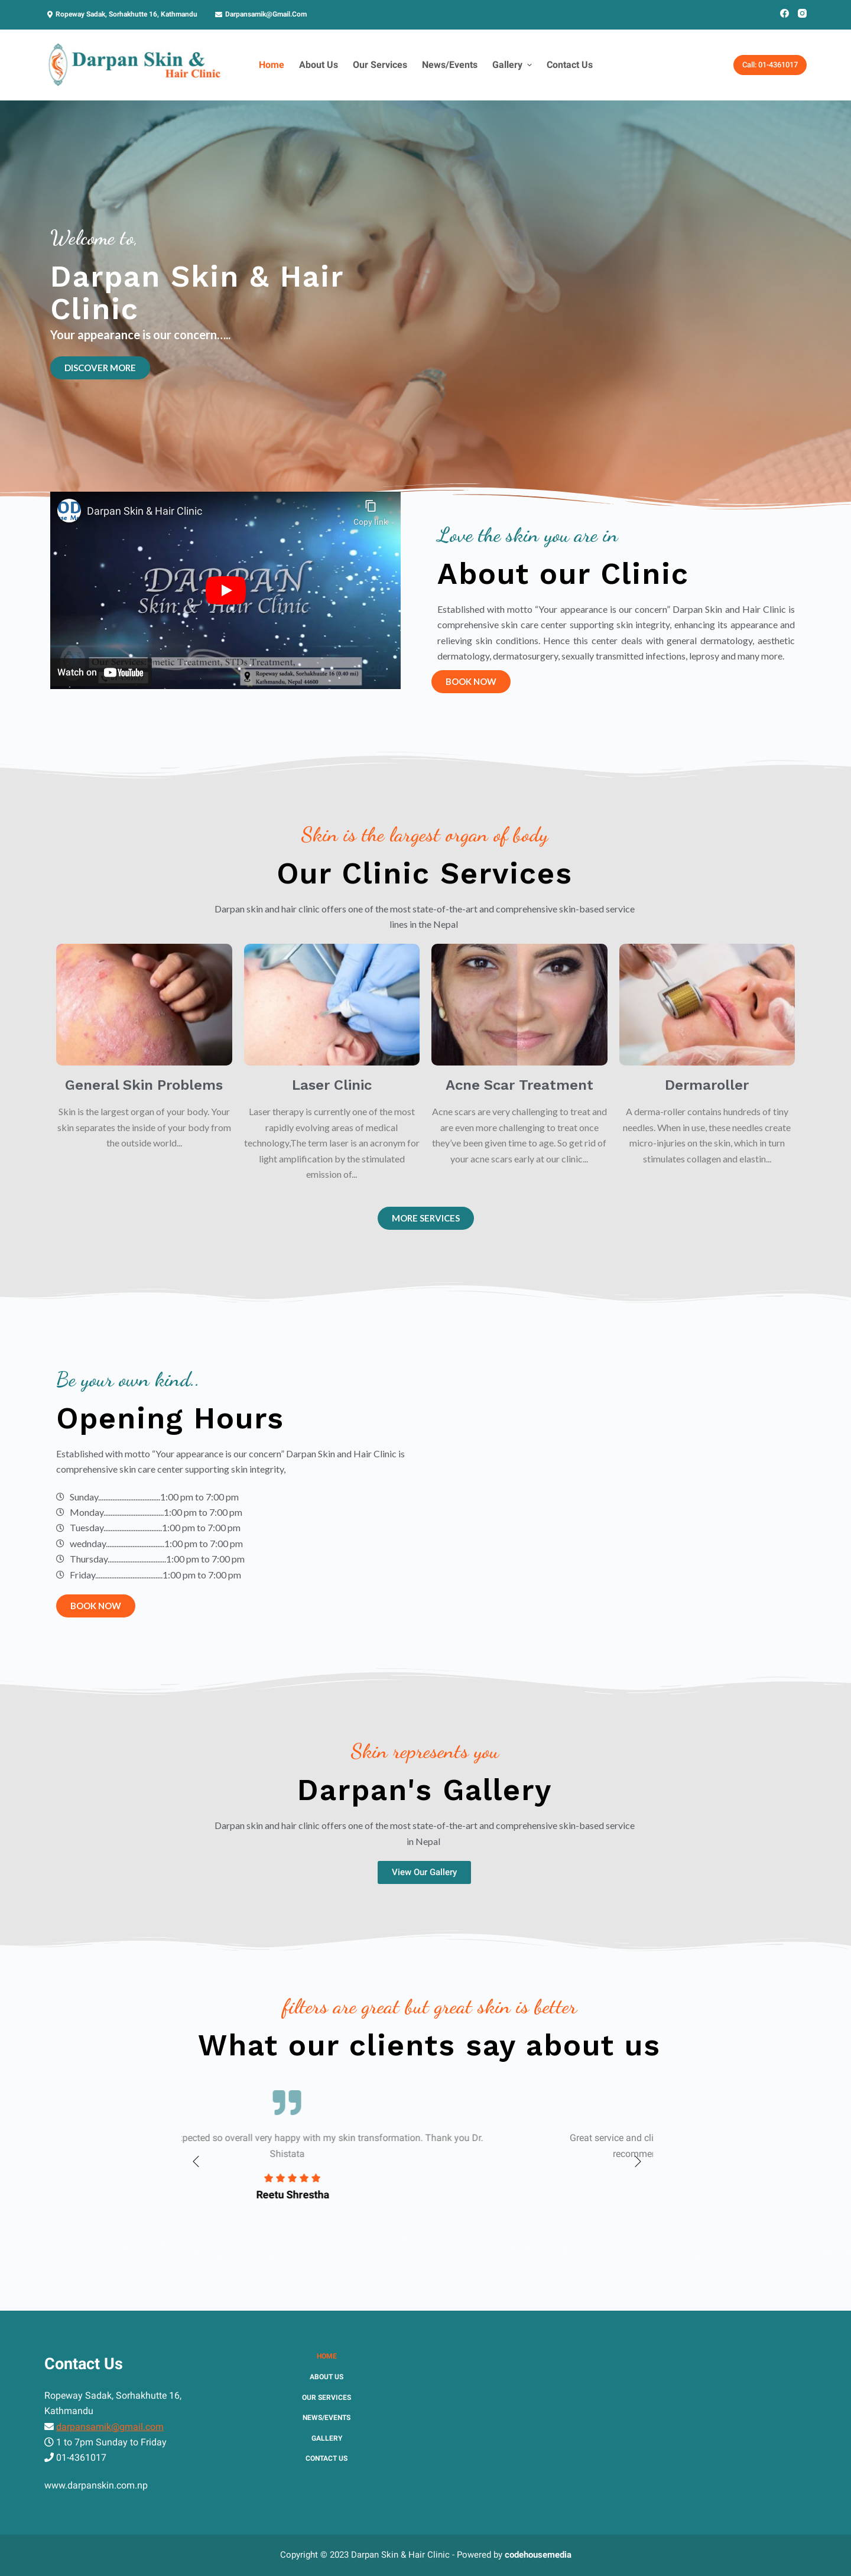 Ropeway Sadak, Sorhakhutte 16, Kathmandu Darpansamik@Gmail.Com
Darpan Skin &
Hair Clinic
Home About Us Our Services News/Events Gallery Contact Us
Call: 01-4361017
Welcome to,
Darpan Skin & Hair
Clinic
Your appearance is our concern.....
DISCOVER MORE
Darpan Skin & Hair Clinic
Copy link
DARPAN
Skin & Hair Clinic
Ropeway sadak, Sorhakhutte 16 (0.40 mi)
Kathmandu, Nepal 44600
Watch on YouTube
Love the skin you are in
About our Clinic
Established with motto “Your appearance is our concern” Darpan Skin and Hair Clinic is
comprehensive skin care center supporting skin integrity, enhancing its appearance and
relieving skin conditions. Hence this center deals with general dermatology, aesthetic
dermatology, dermatosurgery, sexually transmitted infections, leprosy and many more.
BOOK NOW
Skin is the largest organ of body
Our Clinic Services
Darpan skin and hair clinic offers one of the most state-of-the-art and comprehensive skin-based service
lines in the Nepal
General Skin Problems
Skin is the largest organ of your body. Your
skin separates the inside of your body from
the outside world...
Laser Clinic
Laser therapy is currently one of the most
rapidly evolving areas of medical
technology,The term laser is an acronym for
light amplification by the stimulated
emission of...
Acne Scar Treatment
Acne scars are very challenging to treat and
are even more challenging to treat once
they’ve been given time to age. So get rid of
your acne scars early at our clinic...
Dermaroller
A derma-roller contains hundreds of tiny
needles. When in use, these needles create
micro-injuries on the skin, which in turn
stimulates collagen and elastin...
MORE SERVICES
Be your own kind..
Opening Hours
Established with motto “Your appearance is our concern” Darpan Skin and Hair Clinic is
comprehensive skin care center supporting skin integrity,
Sunday...................................1:00 pm to 7:00 pm
Monday..................................1:00 pm to 7:00 pm
Tuesday.................................1:00 pm to 7:00 pm
wednday.................................1:00 pm to 7:00 pm
Thursday.................................1:00 pm to 7:00 pm
Friday......................................1:00 pm to 7:00 pm
BOOK NOW
Skin represents you
Darpan's Gallery
Darpan skin and hair clinic offers one of the most state-of-the-art and comprehensive skin-based service
in Nepal
View Our Gallery
filters are great but great skin is better
What our clients say about us
pected so overall very happy with my skin transformation. Thank you Dr.
Shistata
Reetu Shrestha
Great service and cli
recomme
Contact Us
Ropeway Sadak, Sorhakhutte 16,
Kathmandu
darpansamik@gmail.com
1 to 7pm Sunday to Friday
01-4361017
www.darpanskin.com.np
HOME
ABOUT US
OUR SERVICES
NEWS/EVENTS
GALLERY
CONTACT US
Copyright © 2023 Darpan Skin & Hair Clinic - Powered by codehousemedia